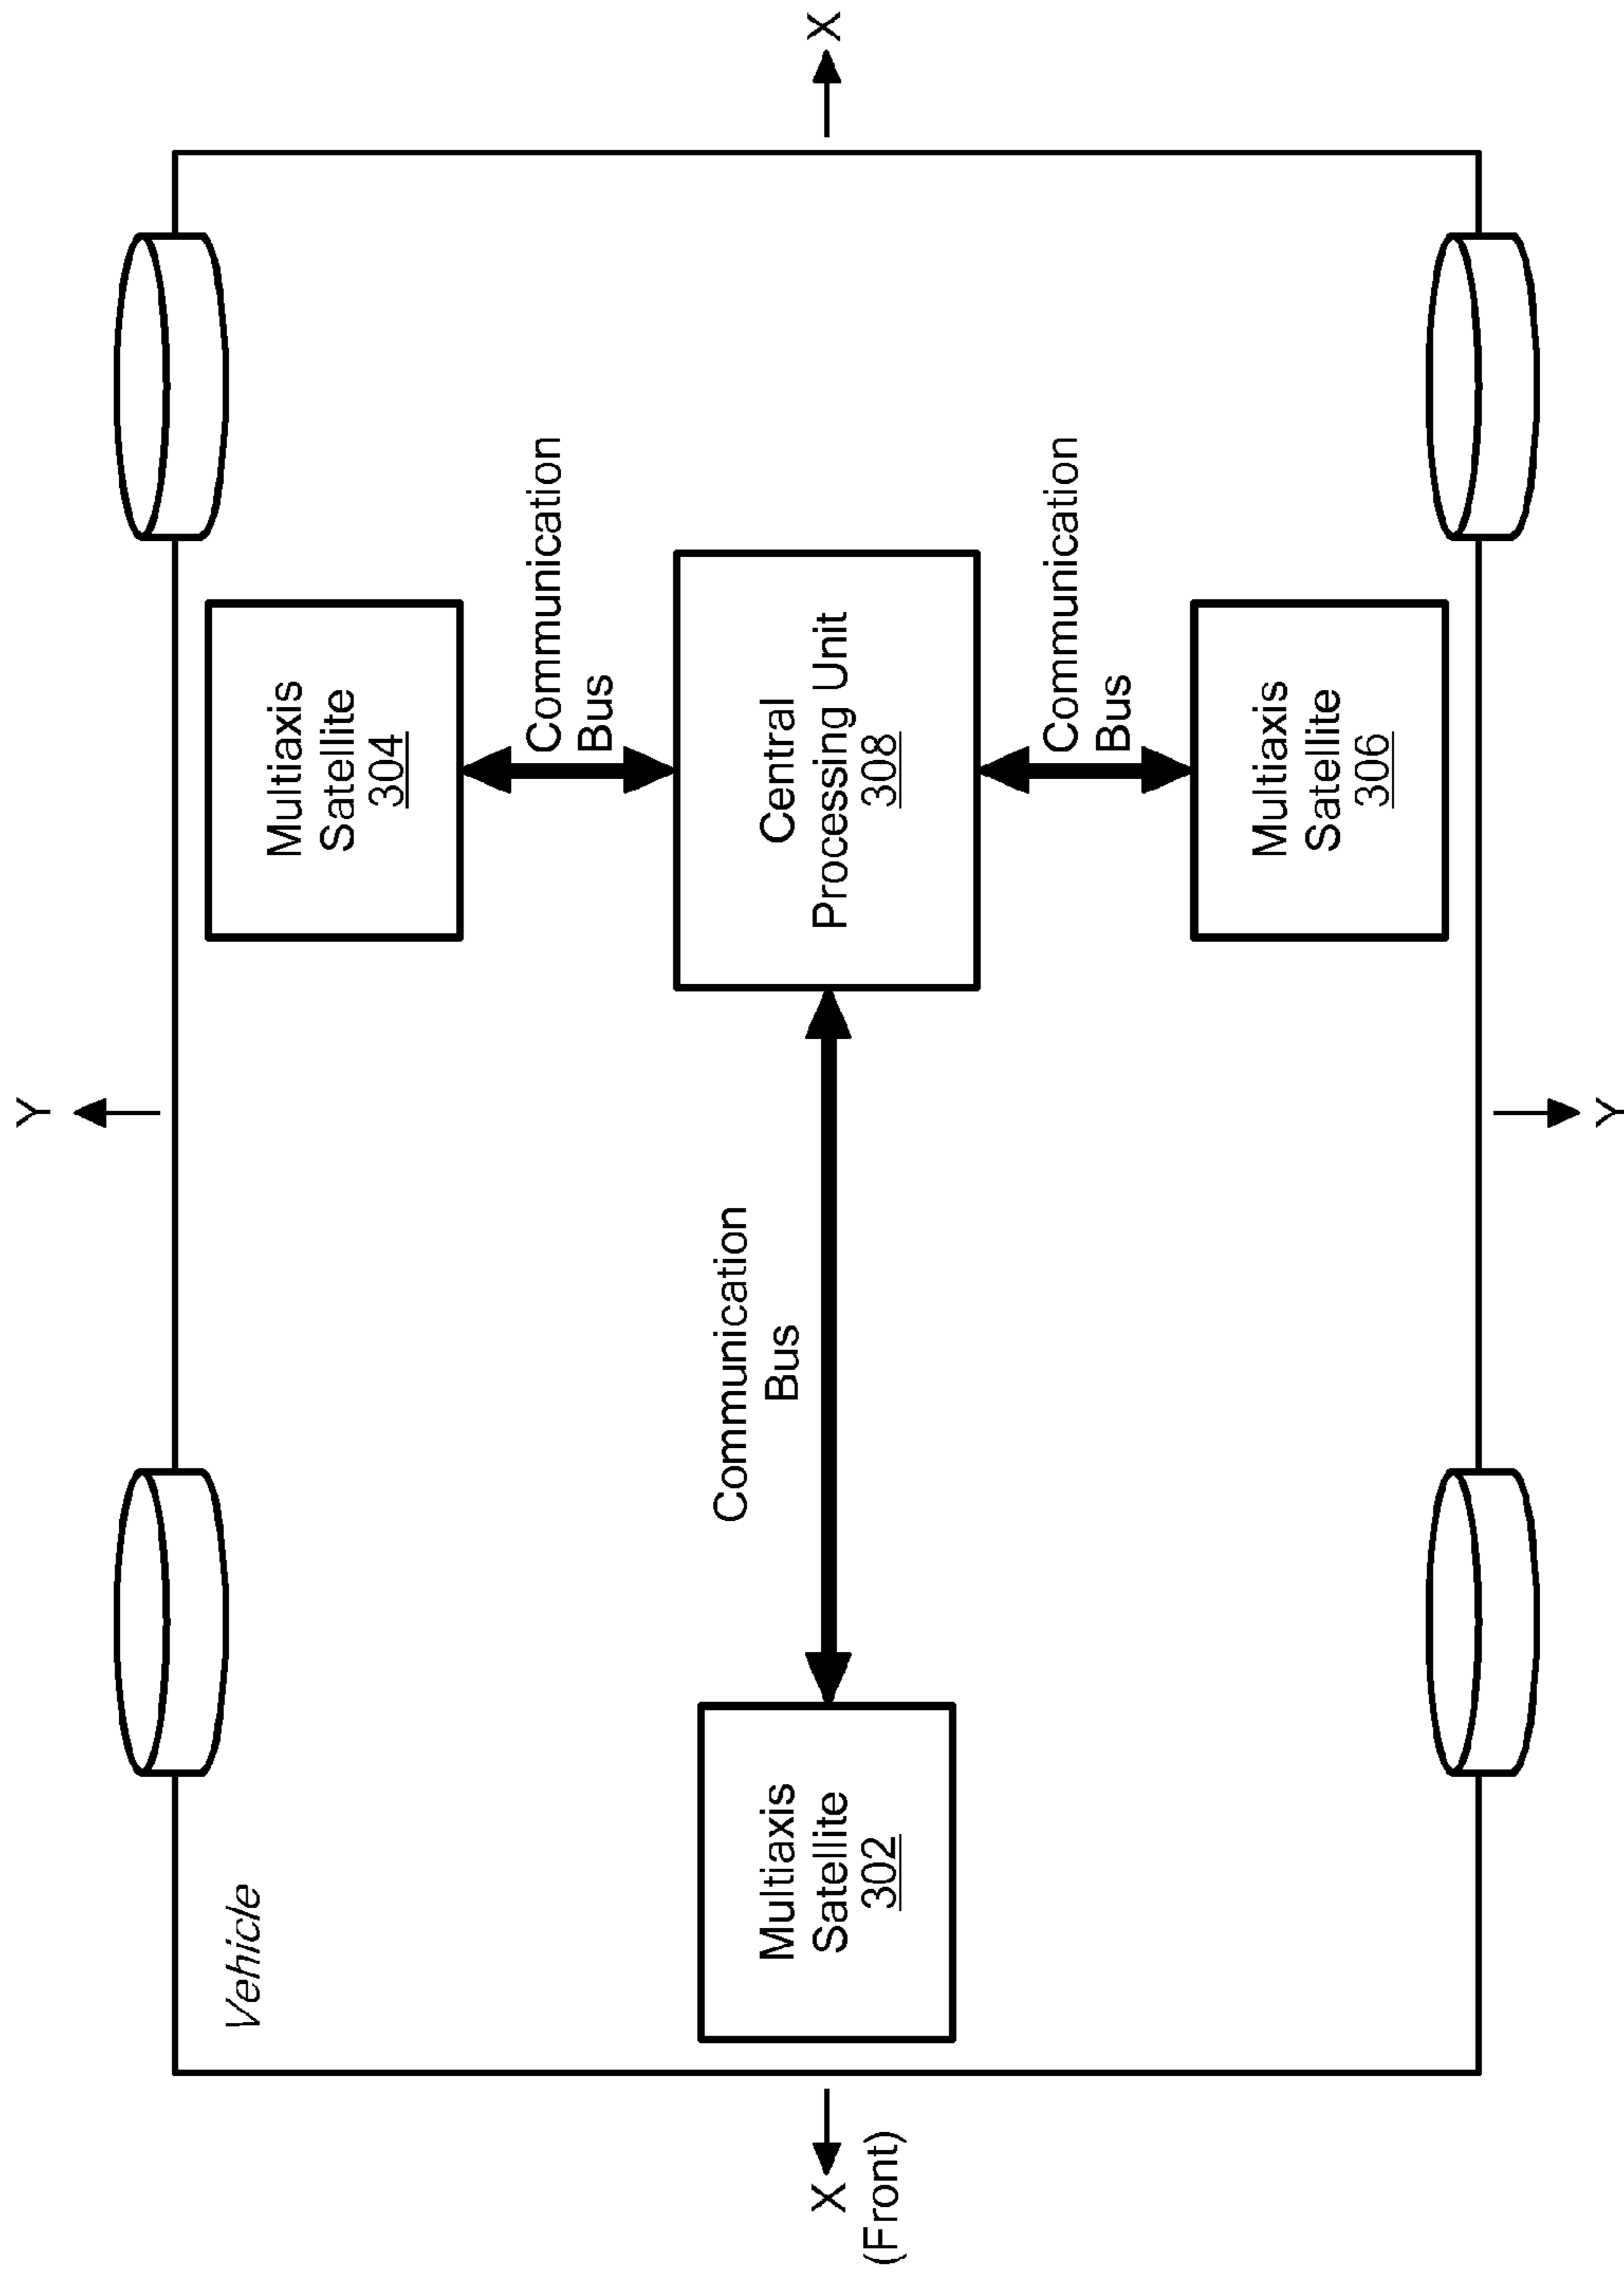 Y
Vehicle
Multiaxis
Satellite
304
Communication
Bus
Communication
Bus
X
(Front)
Multiaxis
Satellite
302
Central
Processing Unit
308
X
Communication
Bus
Multiaxis
Satellite
306
Y